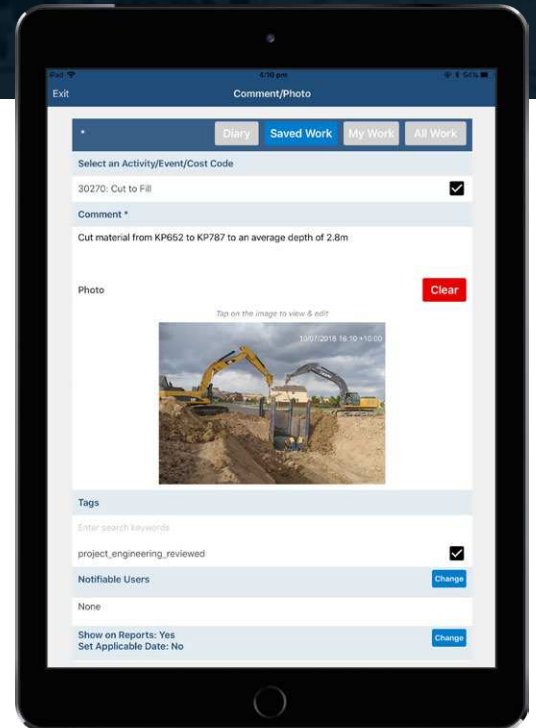 iPad 4:10 pm 54%
Exit Comment/Photo
* Diary Saved Work My Work All Work
Select an Activity/Event/Cost Code
30270: Cut to Fill
Comment *
Cut material from KP652 to KP787 to an average depth of 2.8m
Photo Clear
Tap on the image to view & edit
10/07/2018 16:10 +10:00
Tags
Enter search keywords
project_engineering_reviewed
Notifiable Users Change
None
Show on Reports: Yes Change
Set Applicable Date: No